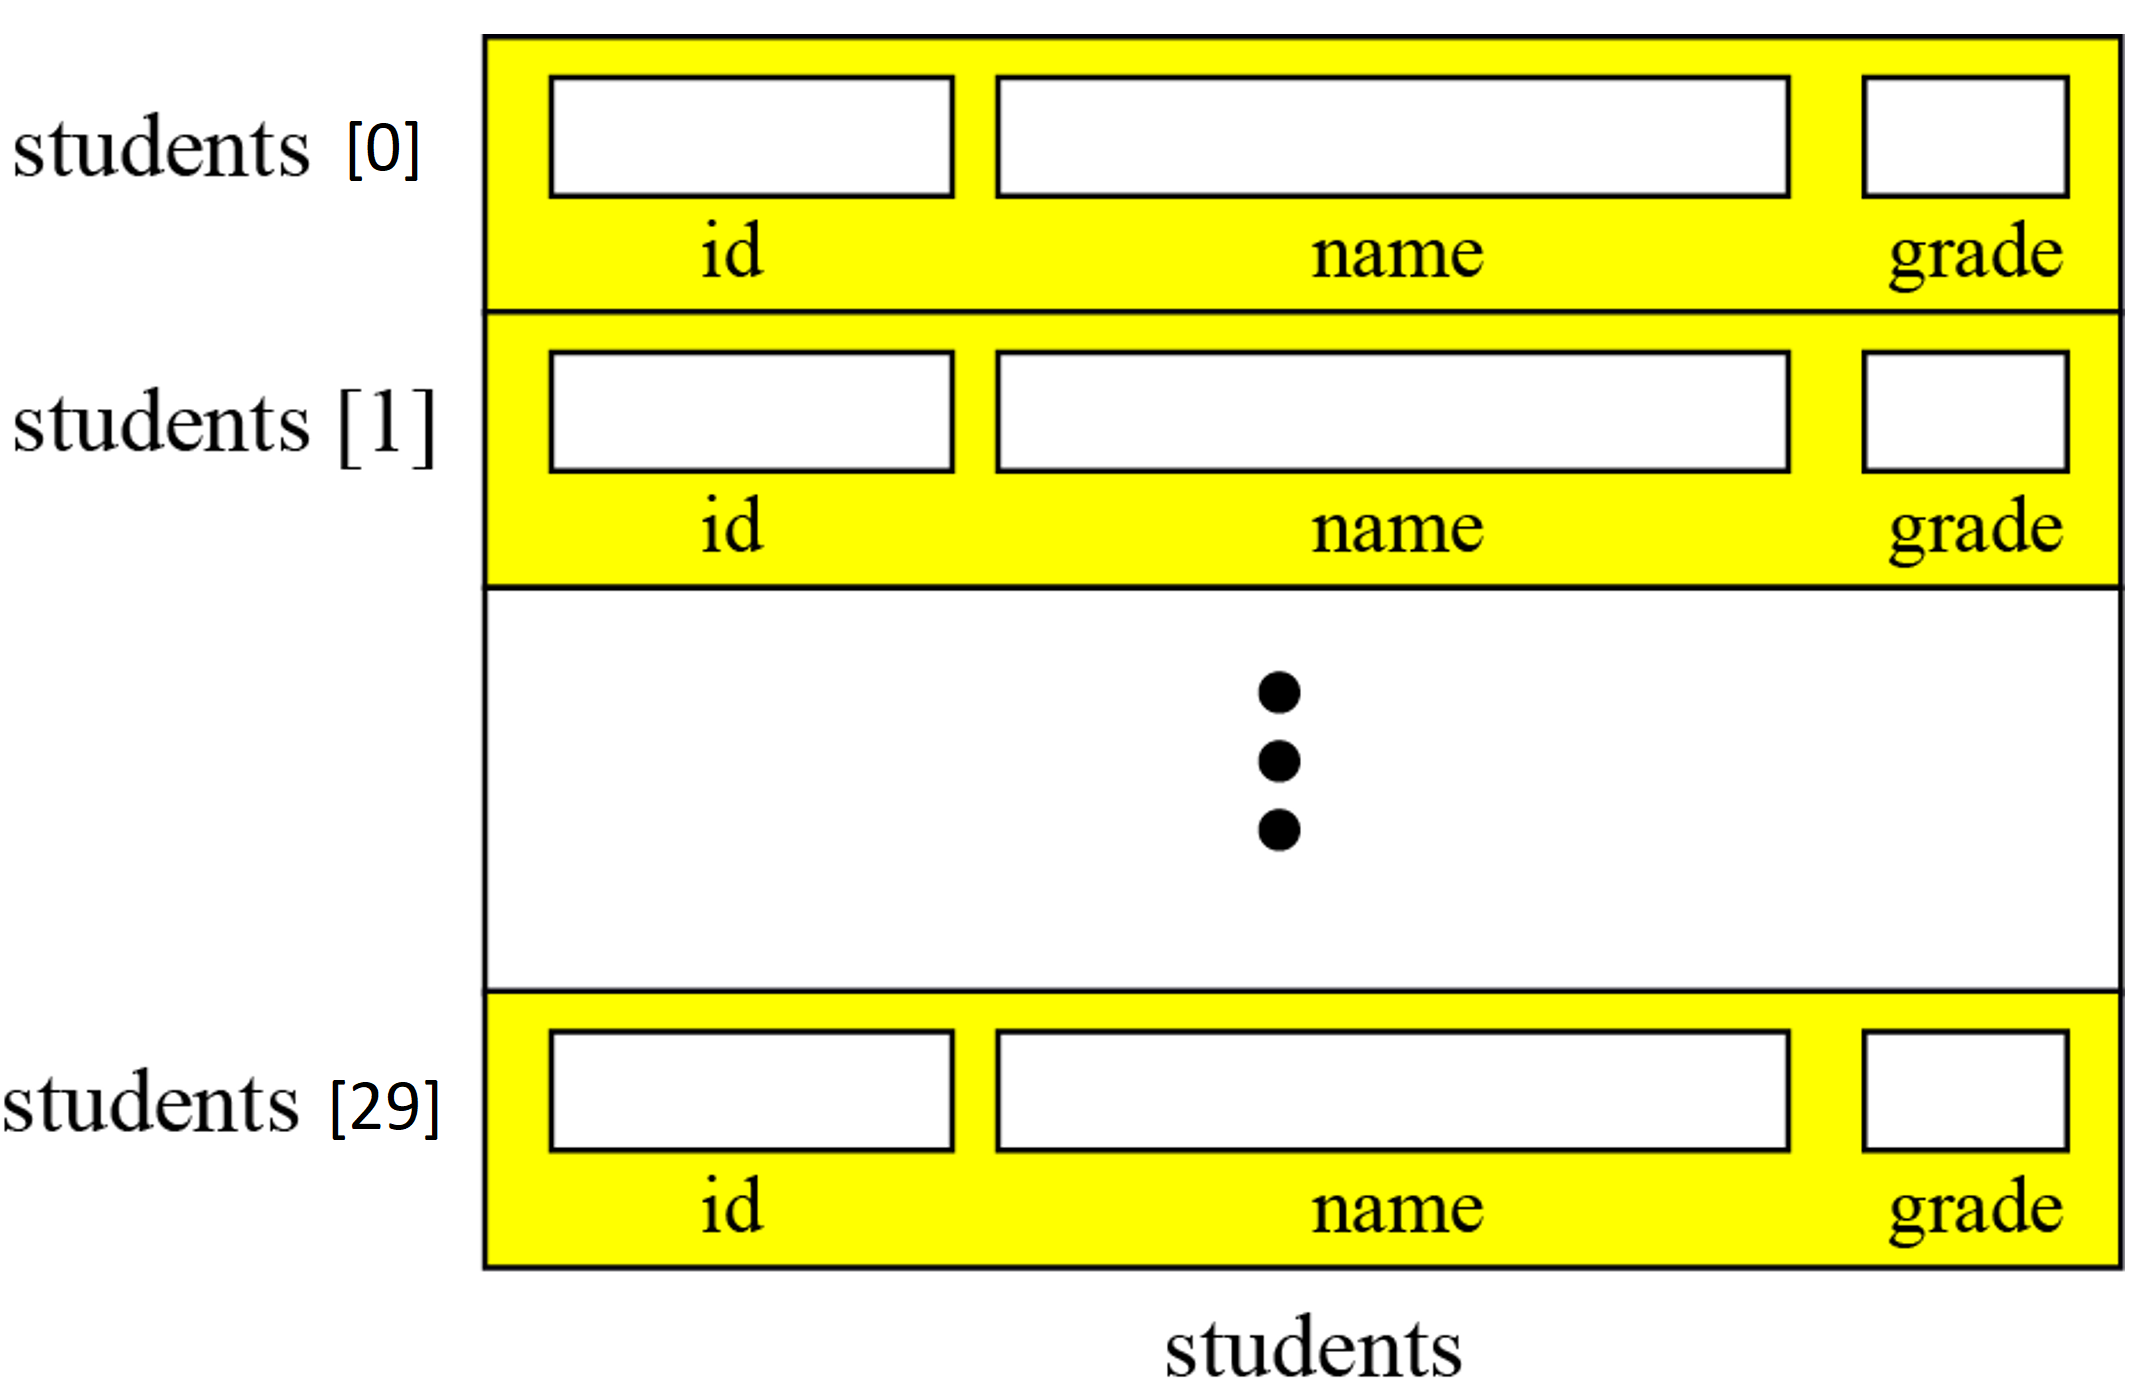 students [0]
id name grade
students [1]
id name grade
students [29]
id name grade
students